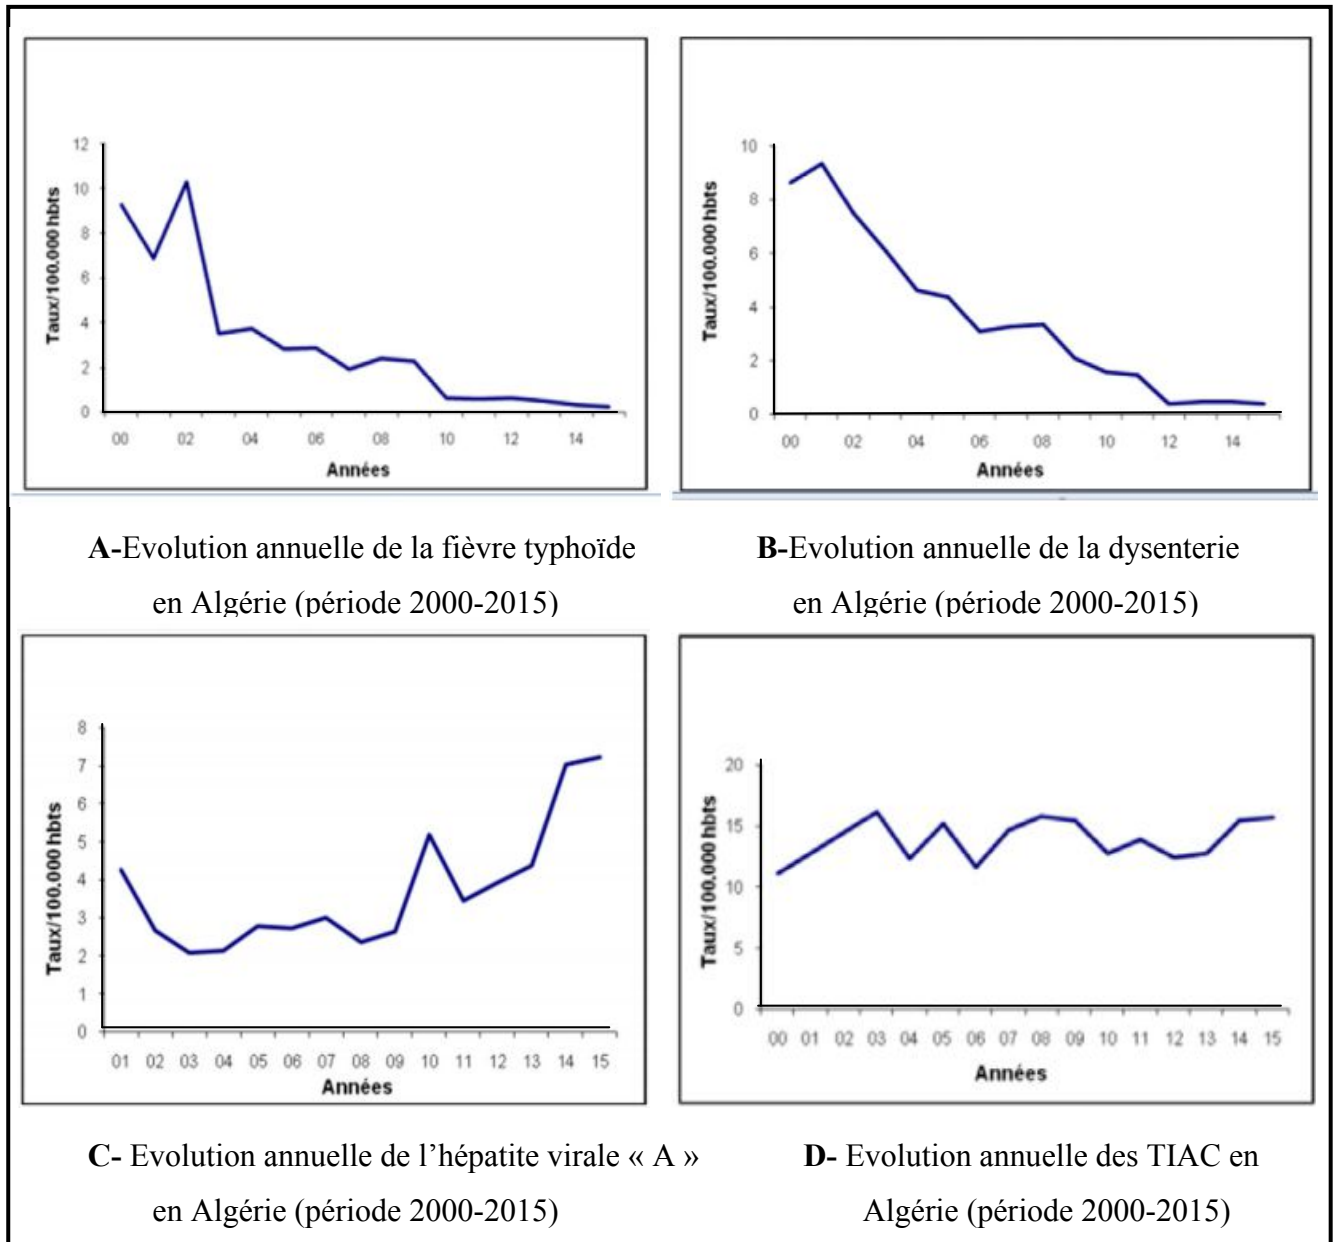 12
10
8
6
4
2
0
Taux/100.000 hbts
00 02 04 06 08 10 12 14
Années
10
8
6
4
2
0
Taux/100.000 hbts
00 02 04 06 08 10 12 14
Années
A-Evolution annuelle de la fièvre typhoïde
en Algérie (période 2000-2015)
B-Evolution annuelle de la dysenterie
en Algérie (période 2000-2015)
8
7
6
5
4
3
2
1
0
Taux/100.000 hbts
01 02 03 04 05 06 07 08 09 10 11 12 13 14 15
Années
20
15
10
5
0
Taux/100.000 hbts
00 01 02 03 04 05 06 07 08 09 10 11 12 13 14 15
Années
C- Evolution annuelle de l’hépatite virale « A »
en Algérie (période 2000-2015)
D- Evolution annuelle des TIAC en
Algérie (période 2000-2015)